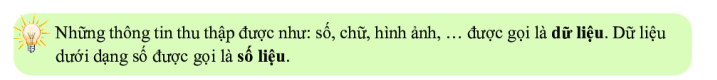 Những thông tin thu thập được như: số, chữ, hình ảnh, … được gọi là dữ liệu. Dữ liệu
dưới dạng số được gọi là số liệu.